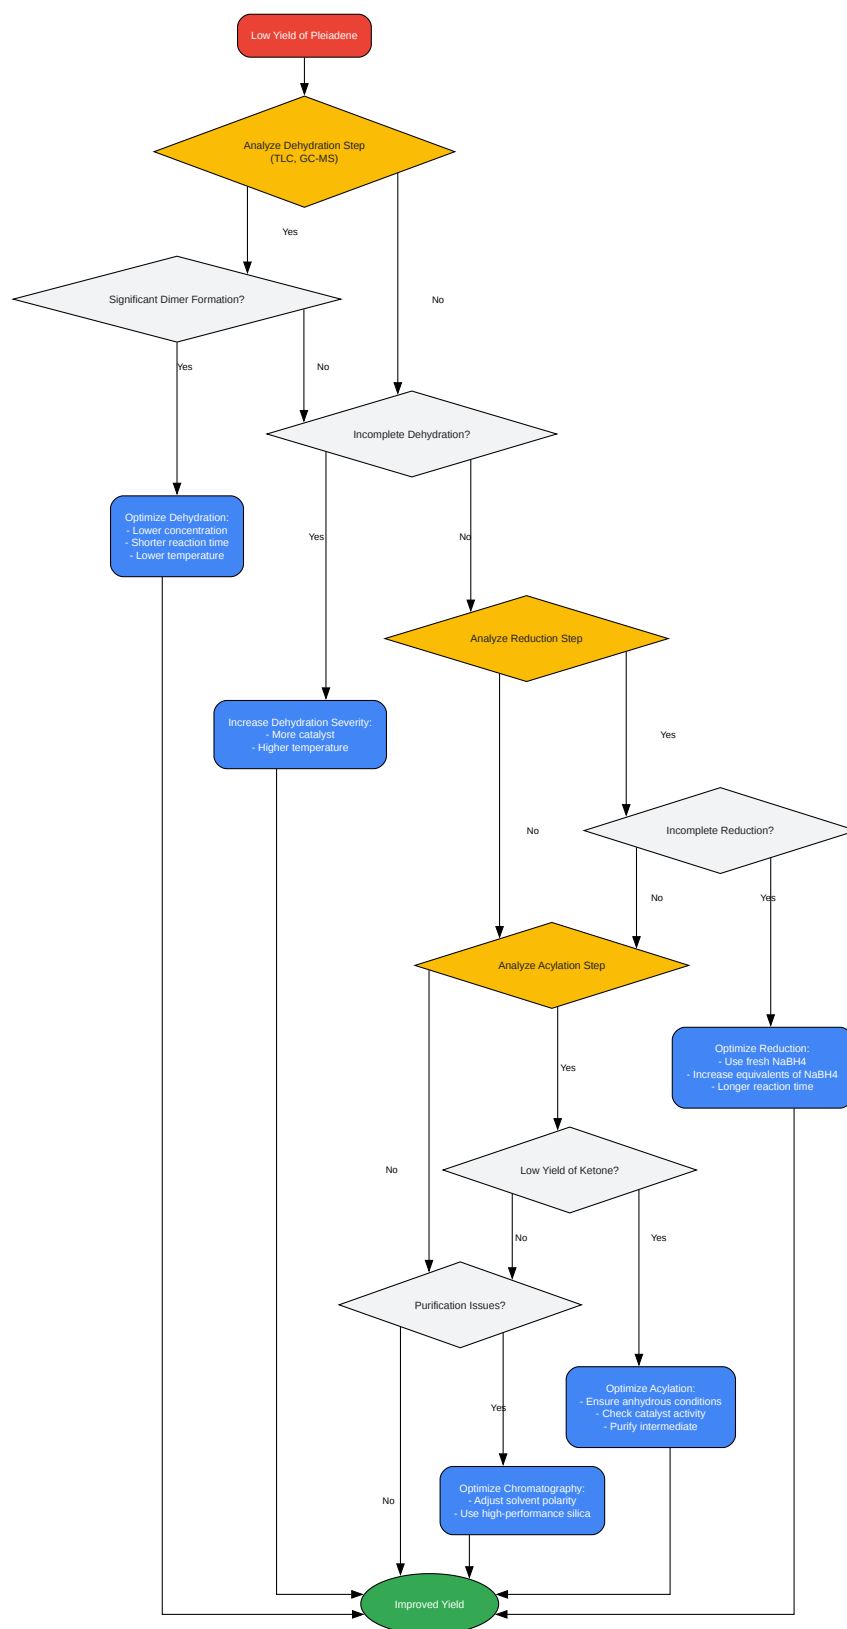 Low Yield of Pleiadene
Analyze Dehydration Step
(TLC, GC-MS)
Yes
Significant Dimer Formation?
No
Yes
No
Incomplete Dehydration?
Optimize Dehydration:
- Lower concentration
- Shorter reaction time
- Lower temperature
Yes
No
Analyze Reduction Step
Increase Dehydration Severity:
- More catalyst
- Higher temperature
Yes
No
Incomplete Reduction?
No
Yes
Analyze Acylation Step
Optimize Reduction:
- Use fresh NaBH4
- Increase equivalents of NaBH4
- Longer reaction time
Yes
No
Low Yield of Ketone?
No
Yes
Purification Issues?
Optimize Acylation:
- Ensure anhydrous conditions
- Check catalyst activity
- Purify intermediate
Yes
No
Optimize Chromatography:
- Adjust solvent polarity
- Use high-performance silica
Improved Yield